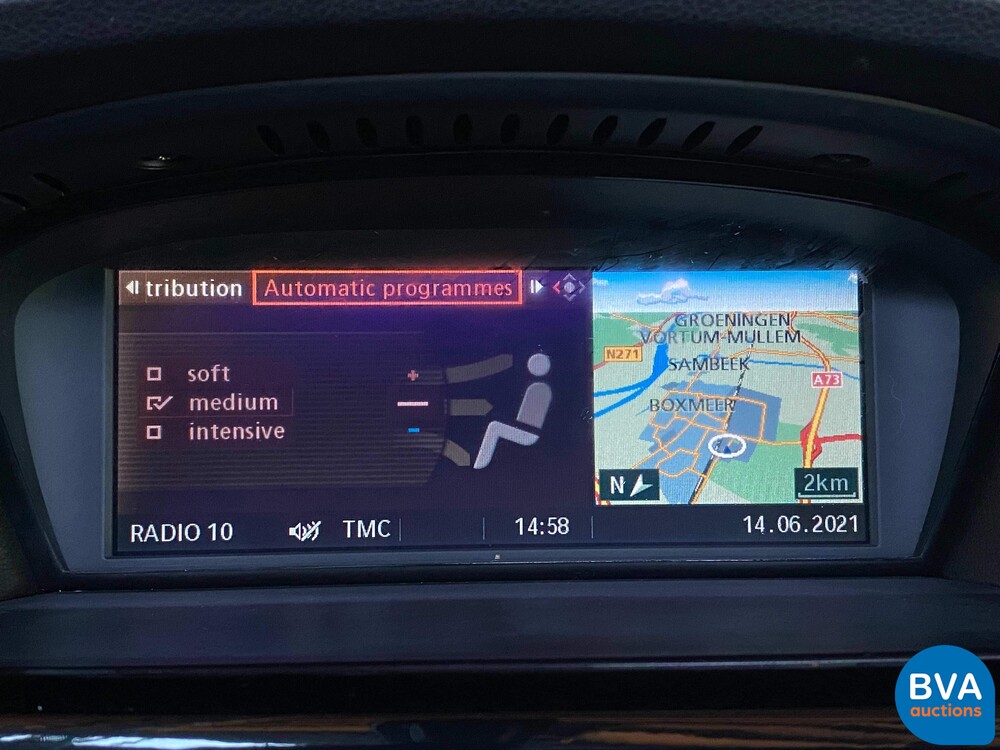 tribution Automatic programmes
soft
medium
intensive
GROENINGEN
VORTUM-MULLEM
N271
SAMBEEK
A73
BOXMEER
N
2km
RADIO 10 TMC 14:58 14.06.2021
BVA
auctions